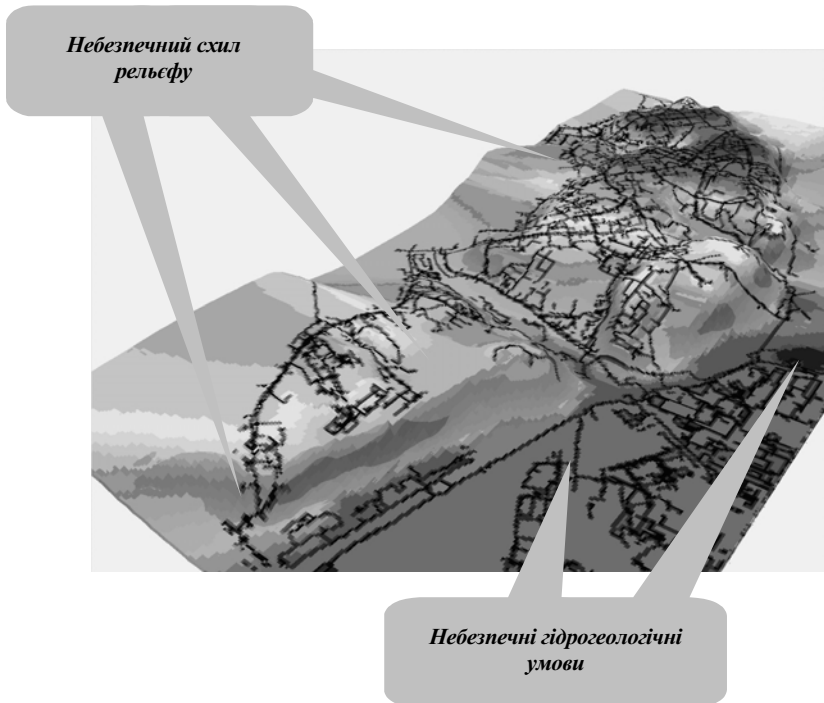 Небезпечний схил
рельєфу
Небезпечні гідрогеологічні
умови